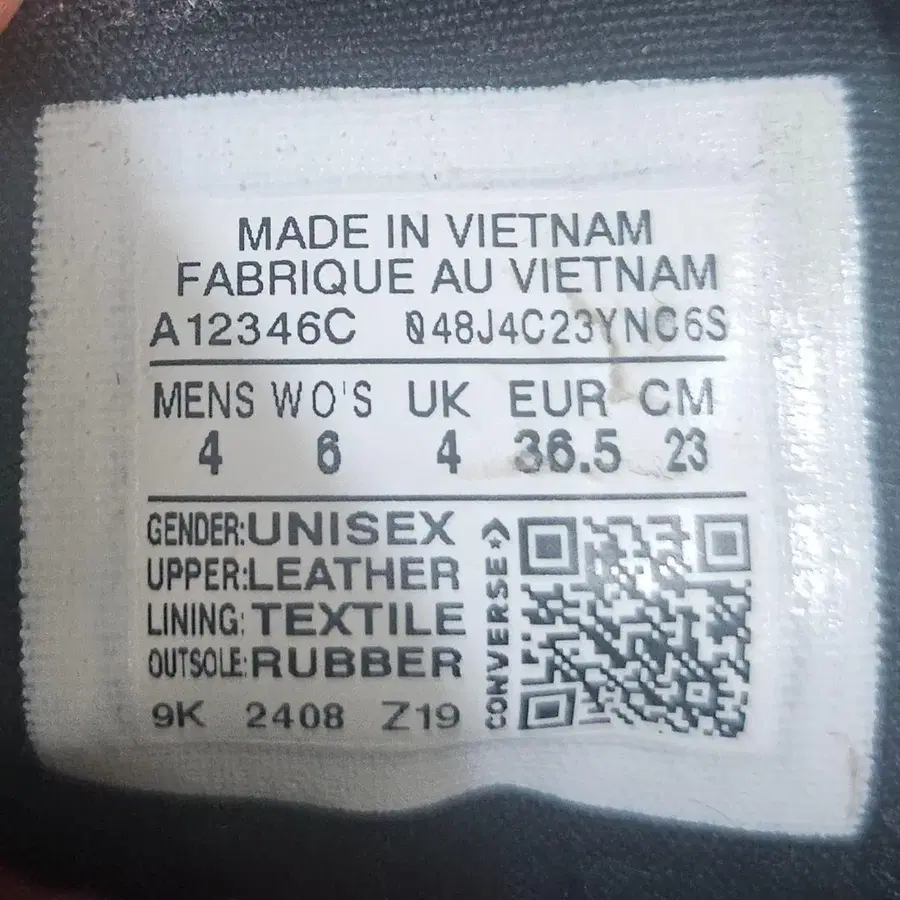 MADE IN VIETNAM
FABRIQUE AU VIETNAM
A12346C 048J4C23YNC6S
MENS WO'S UK EUR CM
4 6 4 36.5 23
GENDER:UNISEX
UPPER:LEATHER
LINING:TEXTILE
OUTSOLE:RUBBER
9K 2408 Z19
CONVERSE